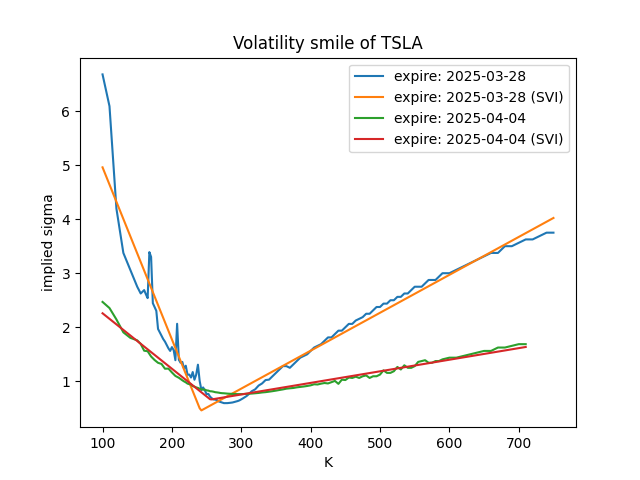 Volatility smile of TSLA
expire: 2025-03-28
expire: 2025-03-28 (SVI)
expire: 2025-04-04
expire: 2025-04-04 (SVI)
implied sigma
6
5
4
3
2
1
100 200 300 400 500 600 700
K